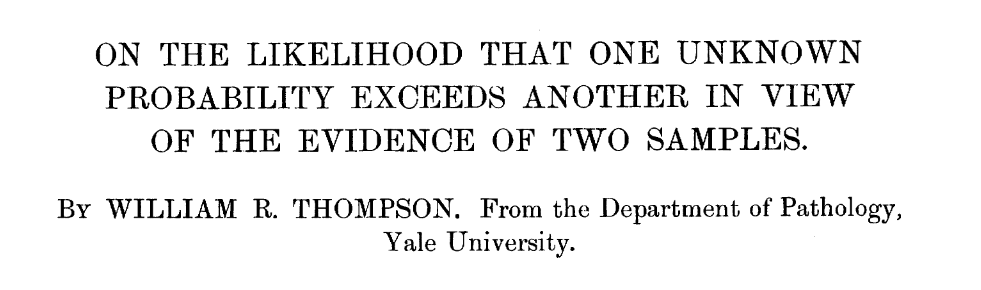 ON THE LIKELIHOOD THAT ONE UNKNOWN
PROBABILITY EXCEEDS ANOTHER IN VIEW
OF THE EVIDENCE OF TWO SAMPLES.
By WILLIAM R. THOMPSON. From the Department of Pathology,
Yale University.